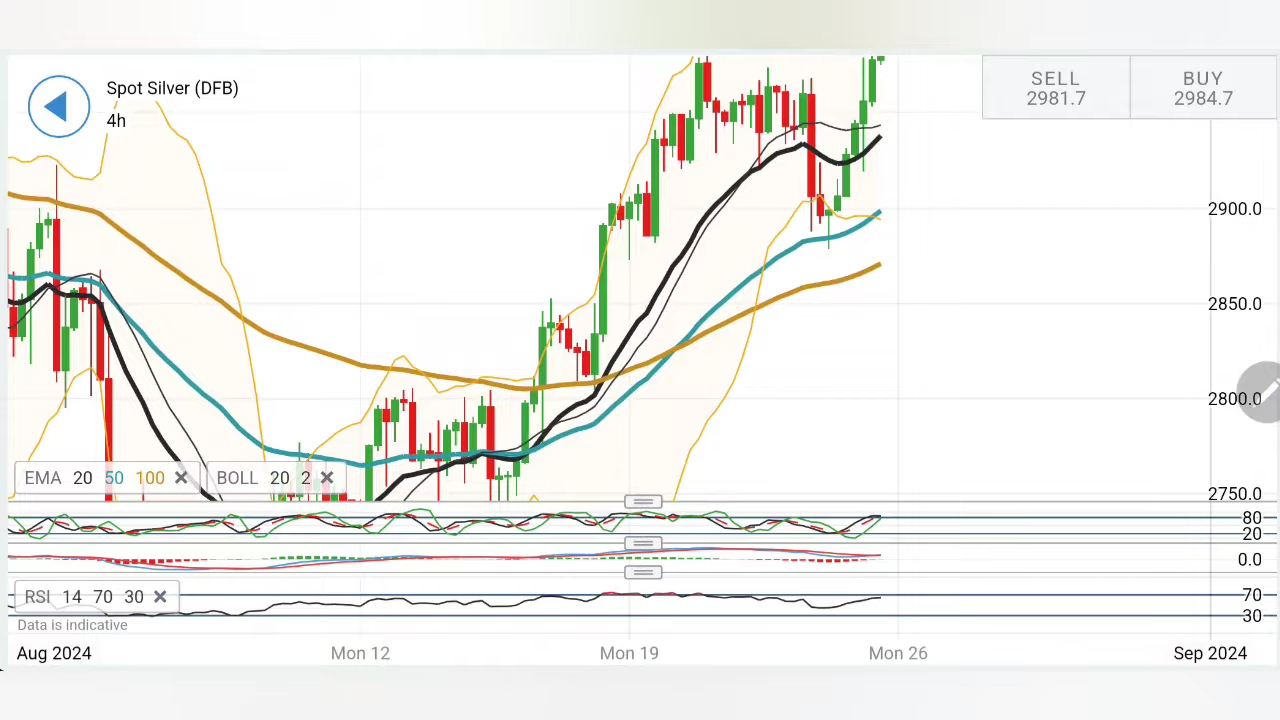 Spot Silver (DFB)
4h
SELL
2981.7
BUY
2984.7
2900.0
2850.0
2800.0
2750.0
EMA 20 50 100 ✕
BOLL 20 2 ✕
80
20
0.0
RSI 14 70 30 ✕
70
30
Data is indicative
Aug 2024 Mon 12 Mon 19 Mon 26 Sep 2024